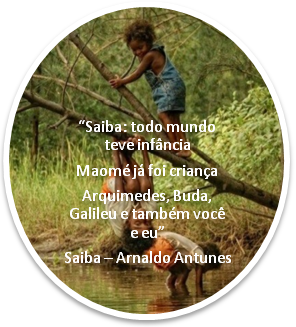 “Saiba: todo mundo
teve infância
Maomé já foi criança
Arquimedes, Buda,
Galileu e também você
e eu”
Saiba – Arnaldo Antunes